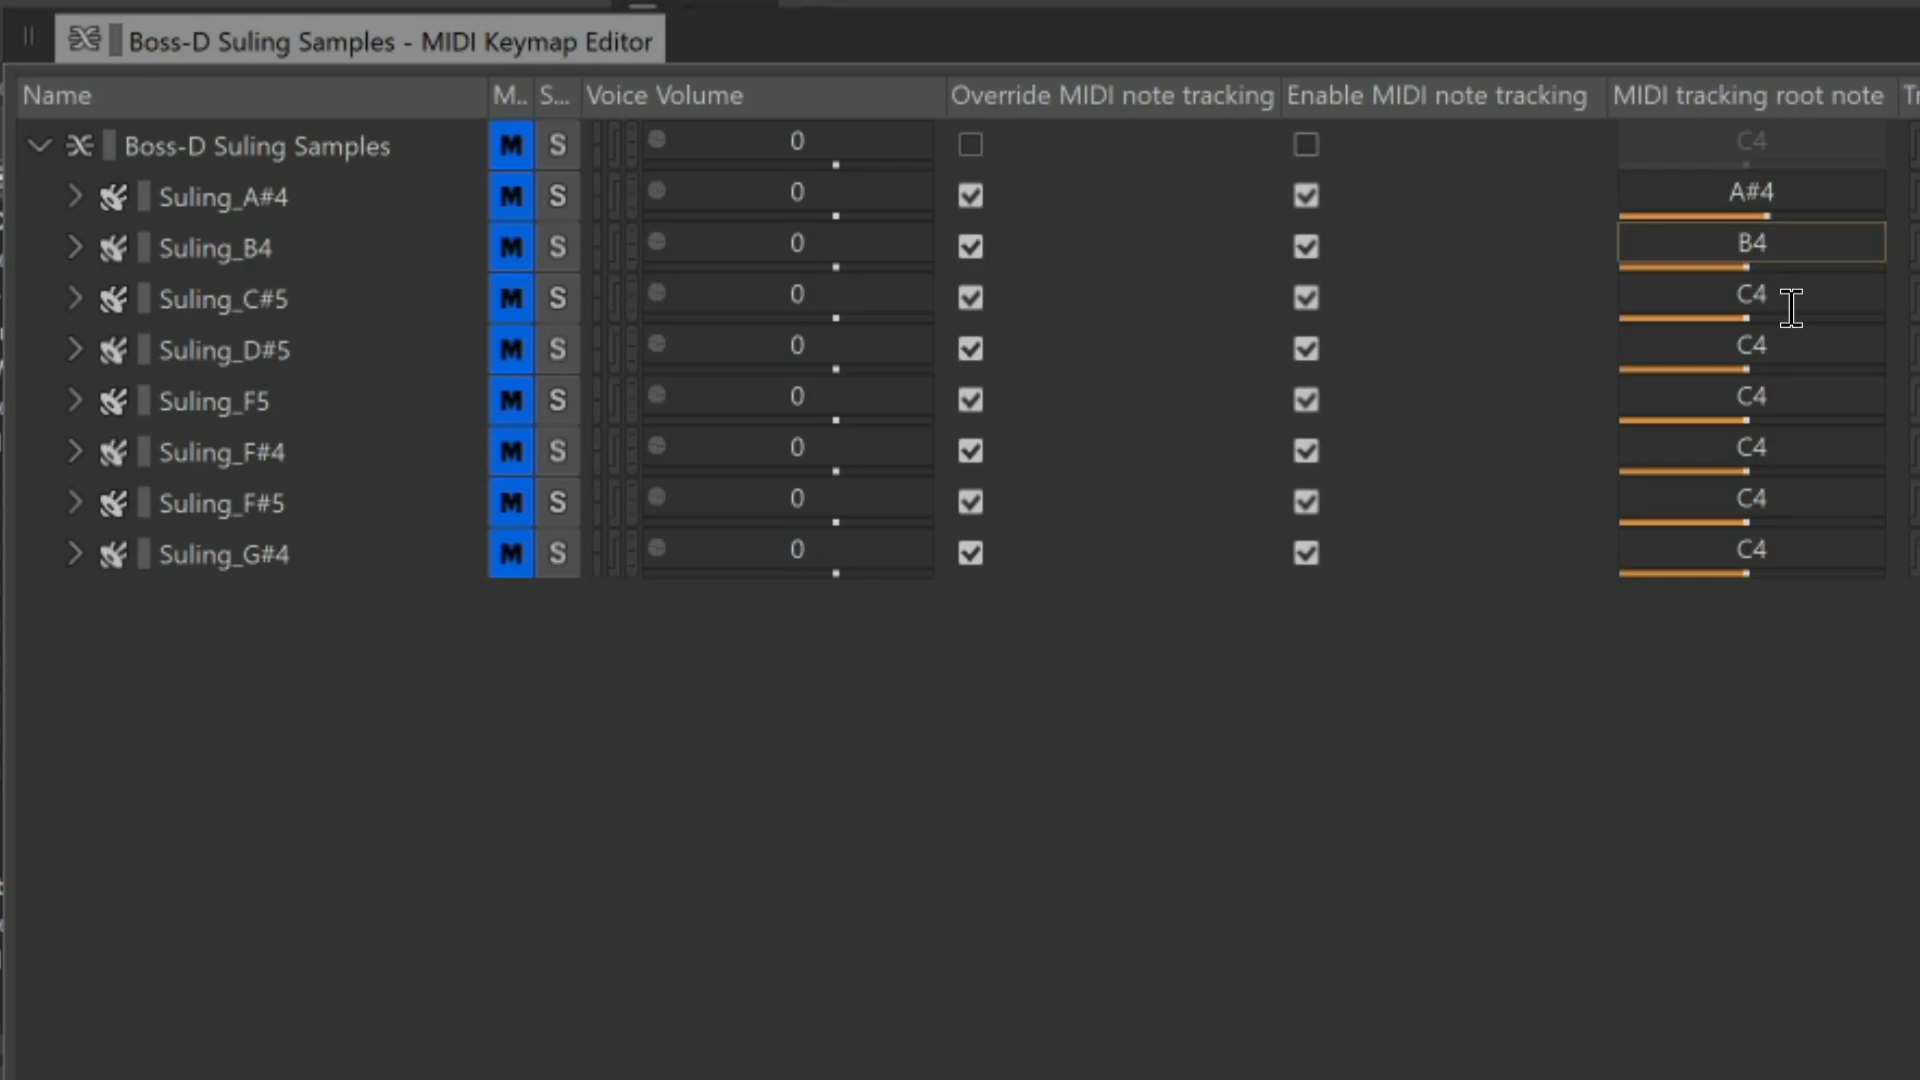 Boss-D Suling Samples - MIDI Keymap Editor
Name M.. S... Voice Volume Override MIDI note tracking Enable MIDI note tracking MIDI tracking root note
Boss-D Suling Samples M S 0 C4
Suling_A#4 M S 0 A#4
Suling_B4 M S 0 B4
Suling_C#5 M S 0 C4
Suling_D#5 M S 0 C4
Suling_F5 M S 0 C4
Suling_F#4 M S 0 C4
Suling_F#5 M S 0 C4
Suling_G#4 M S 0 C4